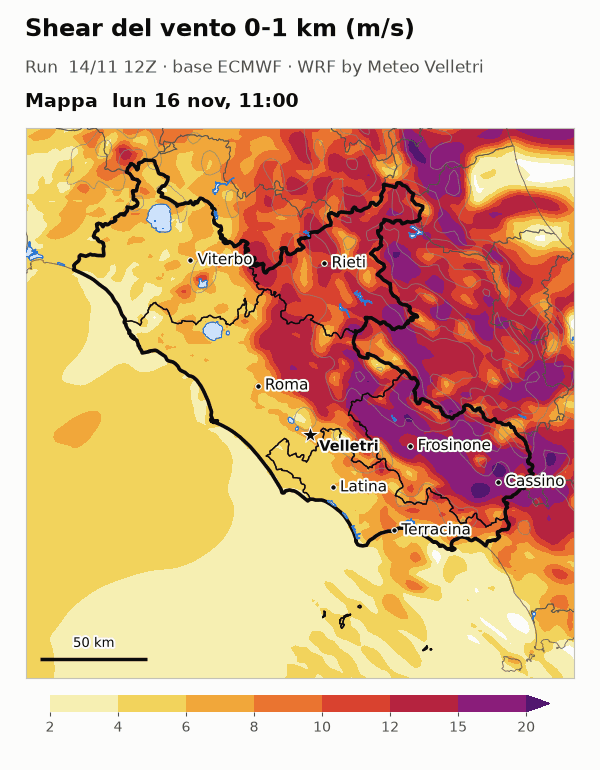 Shear del vento 0-1 km (m/s)
Run  14/11 12Z · base ECMWF · WRF by Meteo Velletri
Mappa  lun 16 nov, 11:00
Viterbo
Rieti
Roma
Velletri
Frosinone
Cassino
Latina
Terracina
50 km
2 4 6 8 10 12 15 20